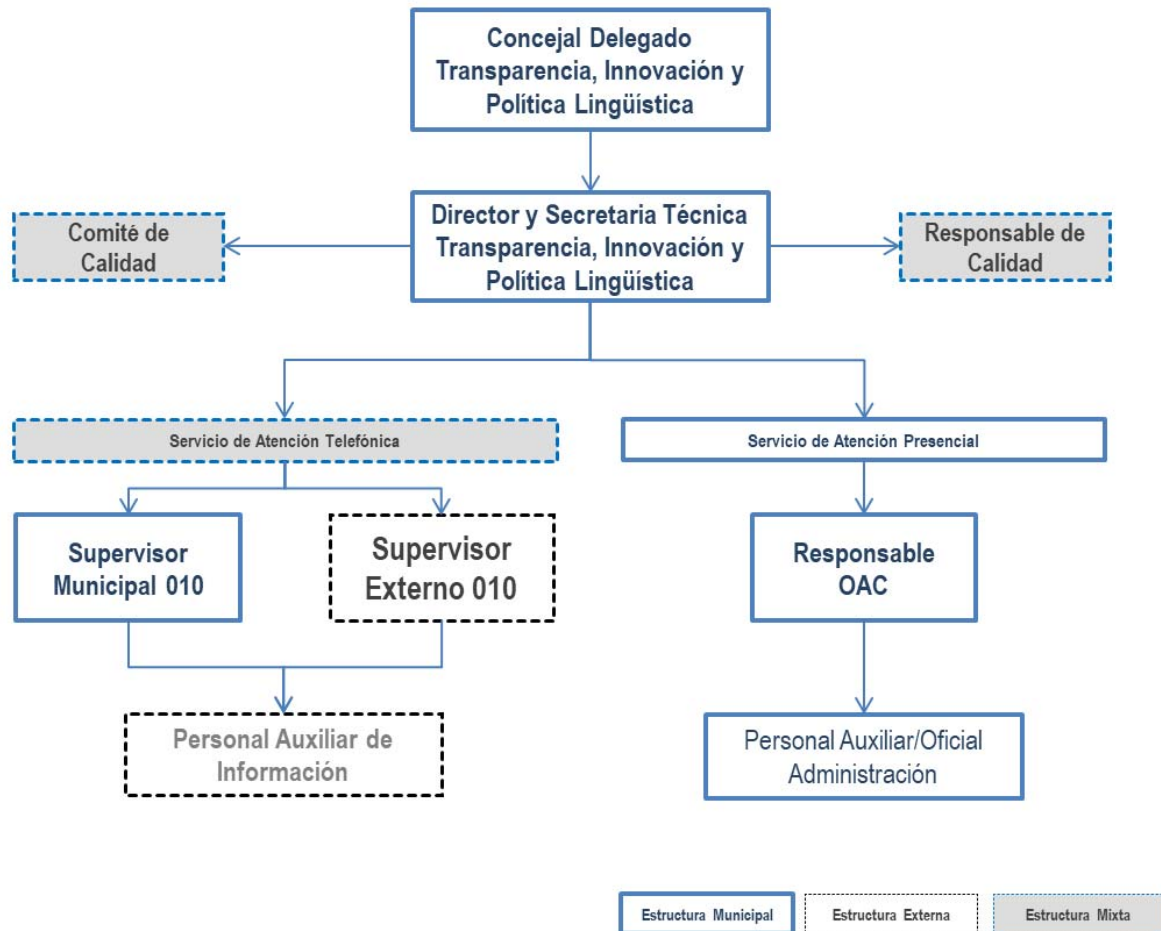 Concejal Delegado
Transparencia, Innovación y
Política Lingüística
Director y Secretaria Técnica
Transparencia, Innovación y
Política Lingüística
Comité de
Calidad
Responsable de
Calidad
Servicio de Atención Telefónica
Servicio de Atención Presencial
Supervisor
Municipal 010
Supervisor
Externo 010
Responsable
OAC
Personal Auxiliar de
Información
Personal Auxiliar/Oficial
Administración
Estructura Municipal
Estructura Externa
Estructura Mixta